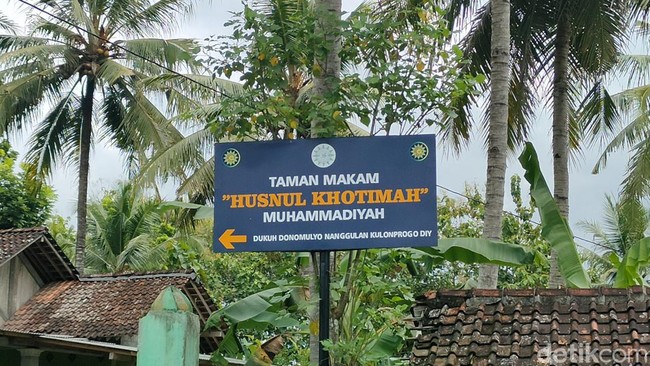 TAMAN MAKAM
"HUSNUL KHOTIMAH"
MUHAMMADIYAH
DUKUH DONOMULYO NANGGULAN KULONPROGO DIY
detikcom